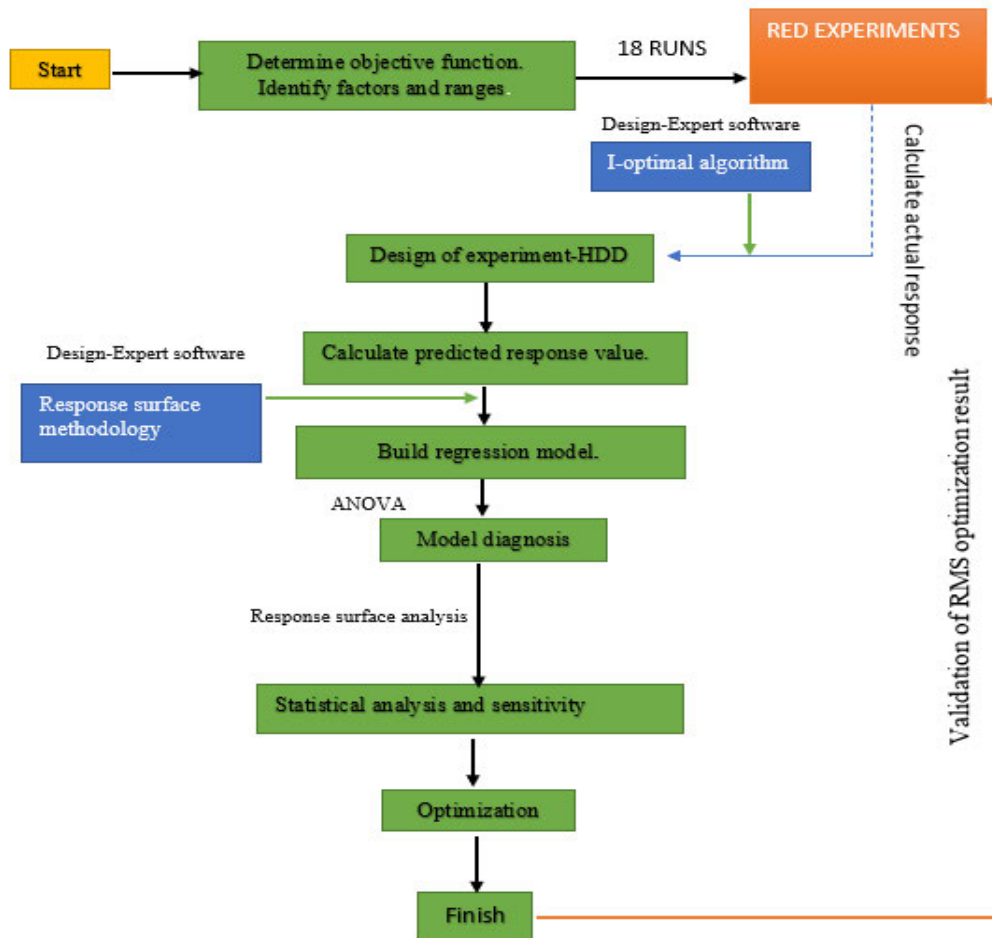 Start
Determine objective function.
Identify factors and ranges.
18 RUNS
RED EXPERIMENTS
Design-Expert software
I-optimal algorithm
Calculate actual response
Design of experiment-HDD
Calculate predicted response value.
Design-Expert software
Response surface
methodology
Build regression model.
ANOVA
Model diagnosis
Response surface analysis
Statistical analysis and sensitivity
Optimization
Finish
Validation of RMS optimization result